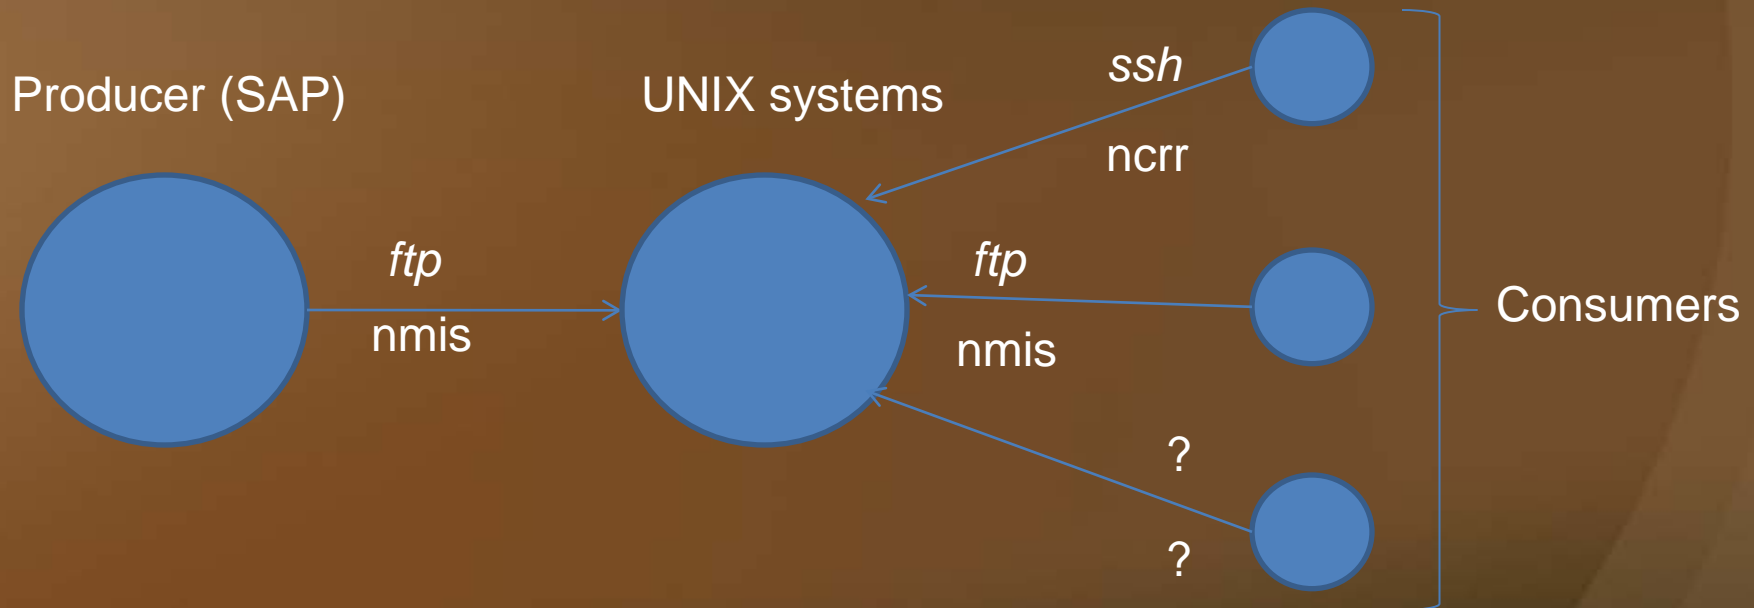 Producer (SAP)
UNIX systems
ssh
ncrr
ftp
nmis
ftp
nmis
Consumers
?
?